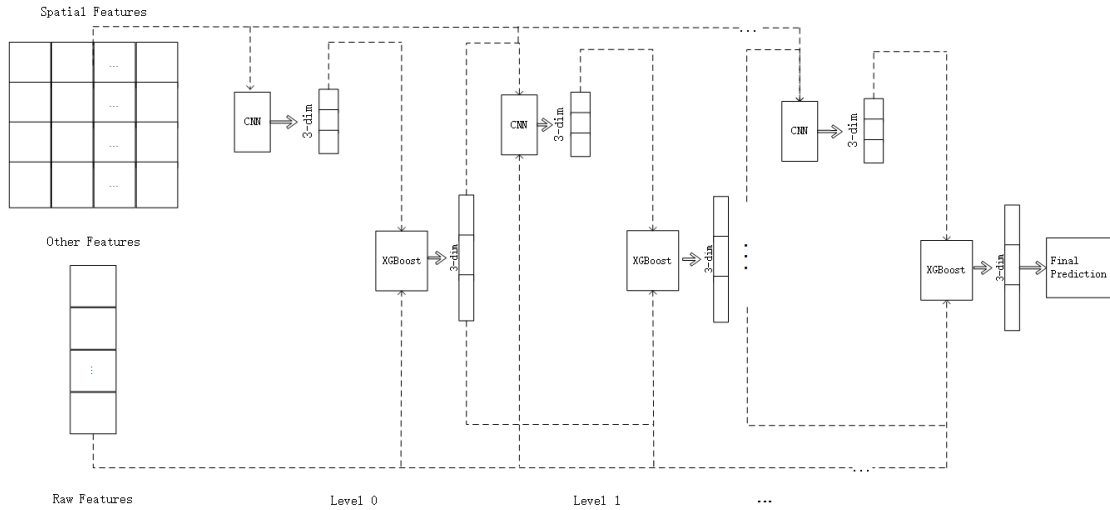 Spatial Features
...
...
...
...
...
CNN
3-dim
CNN
3-dim
CNN
3-dim
Other Features
...
XGBoost
3-dim
XGBoost
3-dim
...
XGBoost
3-dim
Final
Prediction
...
Raw Features
Level 0
Level 1
...